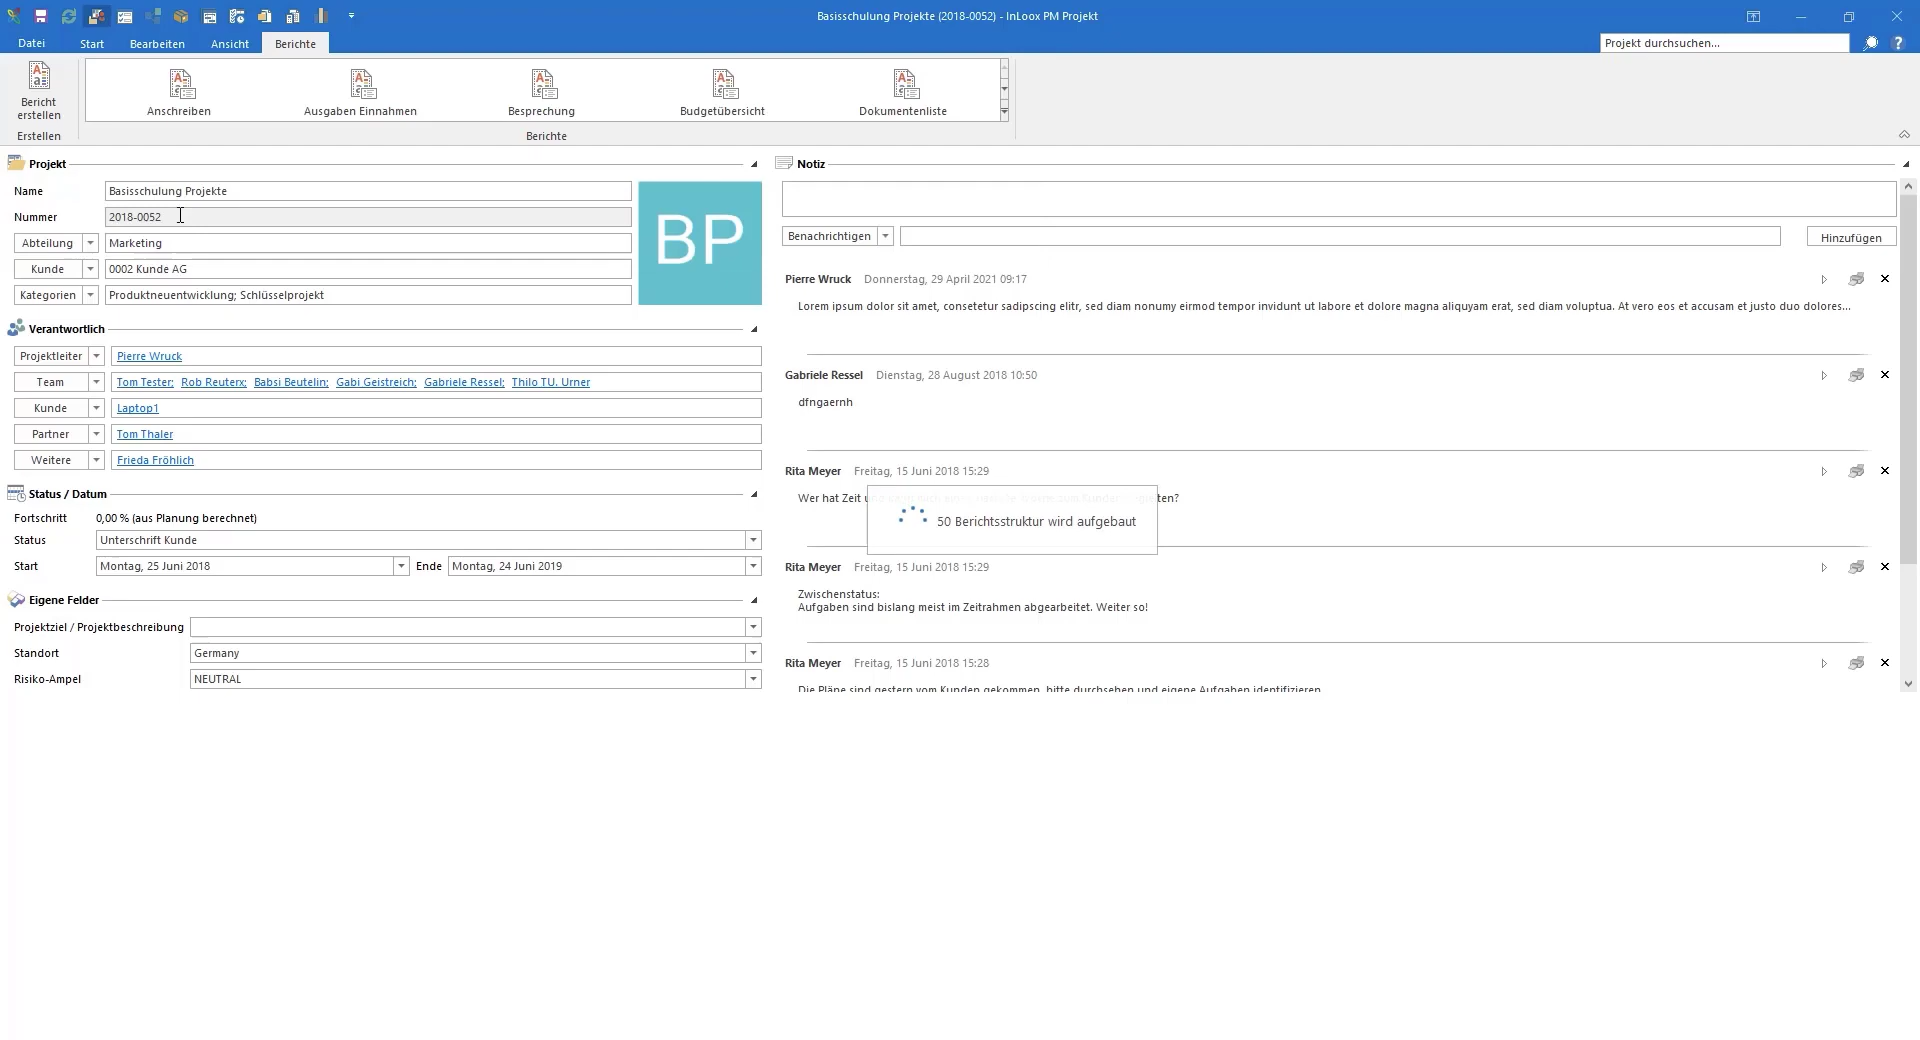 Basisschulung Projekte (2018-0052) - InLoox PM Projekt
Datei Start Bearbeiten Ansicht Berichte
Projekt durchsuchen...
Bericht erstellen
Anschreiben Ausgaben Einnahmen Besprechung Budgetübersicht Dokumentenliste
Erstellen Berichte
Projekt
Name Basisschulung Projekte
Nummer 2018-0052
Abteilung Marketing
Kunde 0002 Kunde AG
Kategorien Produktneuentwicklung; Schlüsselprojekt
BP
Verantwortlich
Projektleiter Pierre Wruck
Team Tom Tester; Rob Reuterx; Babsi Beutelin; Gabi Geistreich; Gabriele Ressel; Thilo TU. Urner
Kunde Laptop1
Partner Tom Thaler
Weitere Frieda Fröhlich
Status / Datum
Fortschritt 0,00 % (aus Planung berechnet)
Status Unterschrift Kunde
Start Montag, 25 Juni 2018 Ende Montag, 24 Juni 2019
Eigene Felder
Projektziel / Projektbeschreibung
Standort Germany
Risiko-Ampel NEUTRAL
Notiz
Benachrichtigen Hinzufügen
Pierre Wruck Donnerstag, 29 April 2021 09:17
Lorem ipsum dolor sit amet, consetetur sadipscing elitr, sed diam nonumy eirmod tempor invidunt ut labore et dolore magna aliquyam erat, sed diam voluptua. At vero eos et accusam et justo duo dolores...
Gabriele Ressel Dienstag, 28 August 2018 10:50
dfngaernh
Rita Meyer Freitag, 15 Juni 2018 15:29
Wer hat Zeit
50 Berichtsstruktur wird aufgebaut
Rita Meyer Freitag, 15 Juni 2018 15:29
Zwischenstatus:
Aufgaben sind bislang meist im Zeitrahmen abgearbeitet. Weiter so!
Rita Meyer Freitag, 15 Juni 2018 15:28
Die Pläne sind gestern vom Kunden gekommen, bitte durchsehen und eigene Aufgaben identifizieren